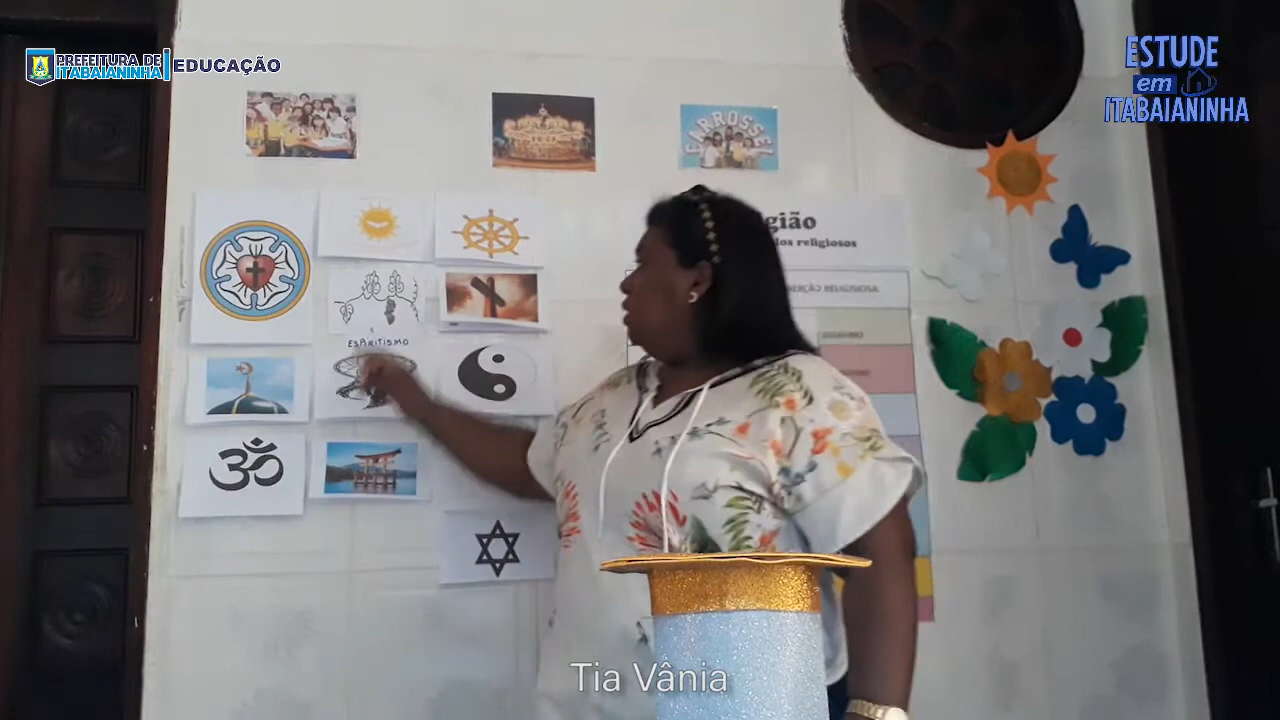 PREFEITURA DE
ITABAIANINHA
EDUCAÇÃO
ESTUDE
em
ITABAIANINHA
CARROSSEL
gião
los religiosos
ESPIRITISMO
Tia Vânia